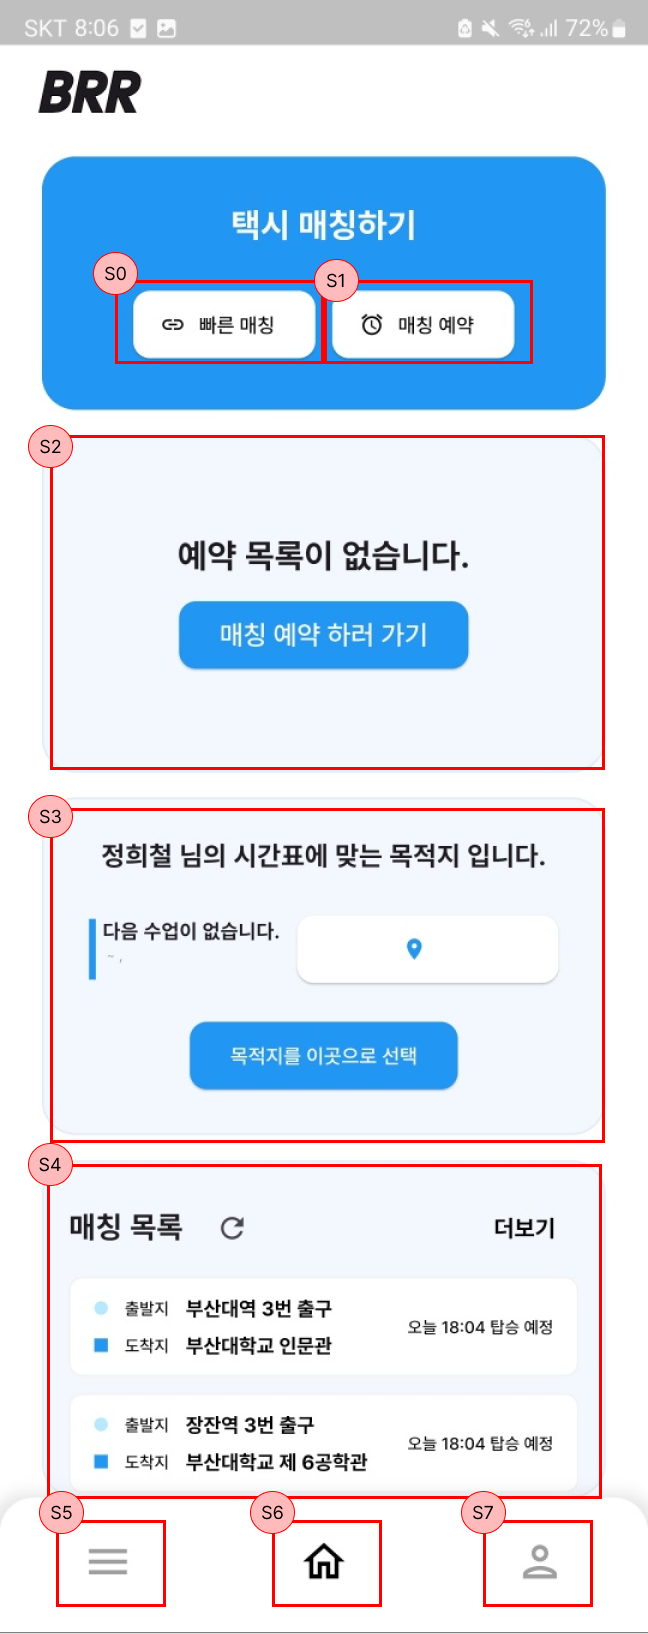 SKT 8:06 72%
BRR
택시 매칭하기
S0 S1
빠른 매칭 매칭 예약
S2
예약 목록이 없습니다.
매칭 예약 하러 가기
S3
정희철 님의 시간표에 맞는 목적지 입니다.
다음 수업이 없습니다.
~ ,
목적지를 이곳으로 선택
S4
매칭 목록 더보기
출발지 부산대역 3번 출구
오늘 18:04 탑승 예정
도착지 부산대학교 인문관
출발지 장잔역 3번 출구
오늘 18:04 탑승 예정
도착지 부산대학교 제 6공학관
S5 S6 S7